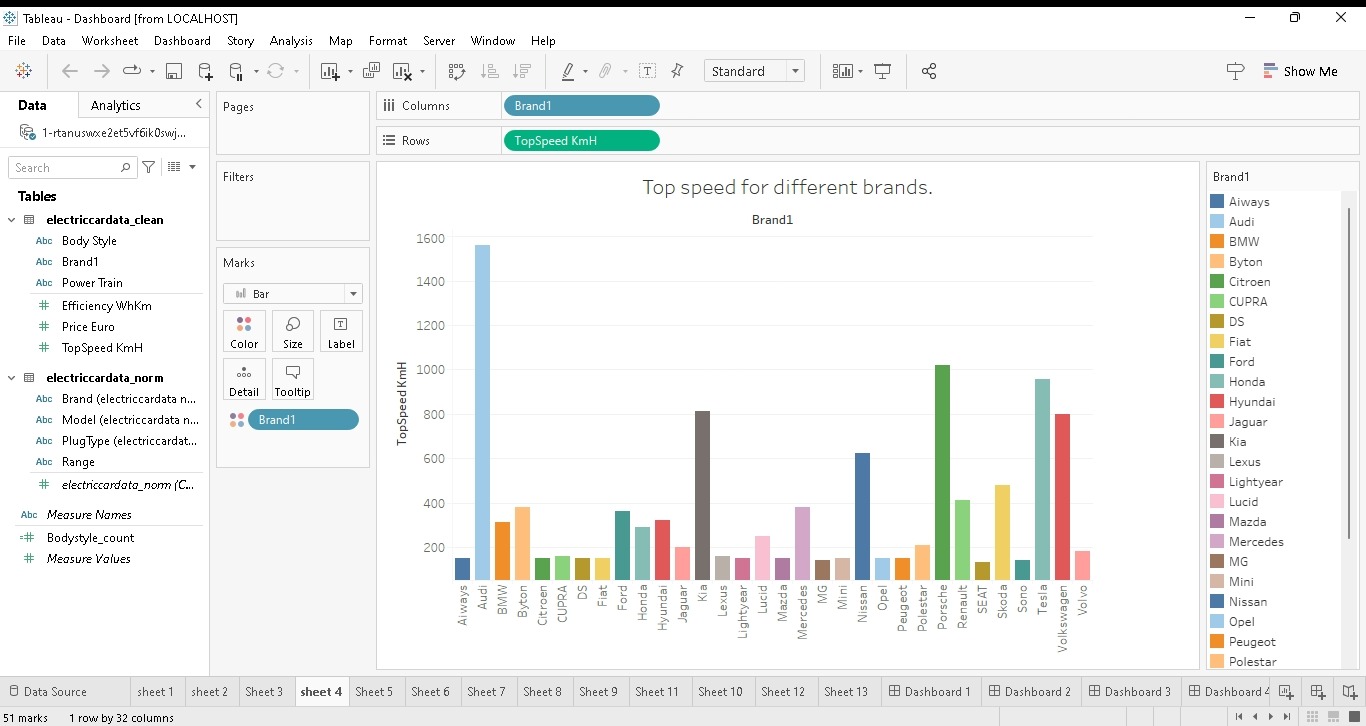 Tableau - Dashboard [from LOCALHOST]
File Data Worksheet Dashboard Story Analysis Map Format Server Window Help
Standard
Show Me
Data Analytics
1-rtanuswxe2et5vf6ik0swj...
Search
Tables
electriccardata_clean
Abc Body Style
Abc Brand1
Abc Power Train
# Efficiency WhKm
# Price Euro
# TopSpeed KmH
electriccardata_norm
Abc Brand (electriccardata n...
Abc Model (electriccardata n...
Abc PlugType (electriccardat...
Abc Range
# electriccardata_norm (C...
Abc Measure Names
=# Bodystyle_count
# Measure Values
Pages
Filters
Marks
Bar
Color Size Label
Detail Tooltip
Brand1
Columns Brand1
Rows TopSpeed KmH
Top speed for different brands.
Brand1
TopSpeed KmH
1600
1400
1200
1000
800
600
400
200
Aiways
Audi
BMW
Byton
Citroen
CUPRA
DS
Fiat
Ford
Honda
Hyundai
Jaguar
Kia
Lexus
Lightyear
Lucid
Mazda
Mercedes
MG
Mini
Nissan
Opel
Peugeot
Polestar
Porsche
Renault
SEAT
Skoda
Sono
Tesla
Volkswagen
Volvo
Brand1
Aiways
Audi
BMW
Byton
Citroen
CUPRA
DS
Fiat
Ford
Honda
Hyundai
Jaguar
Kia
Lexus
Lightyear
Lucid
Mazda
Mercedes
MG
Mini
Nissan
Opel
Peugeot
Polestar
Data Source sheet 1 sheet 2 Sheet 3 sheet 4 Sheet 5 Sheet 6 Sheet 7 Sheet 8 Sheet 9 Sheet 11 Sheet 10 Sheet 12 Sheet 13 Dashboard 1 Dashboard 2 Dashboard 3 Dashboard 4
51 marks 1 row by 32 columns